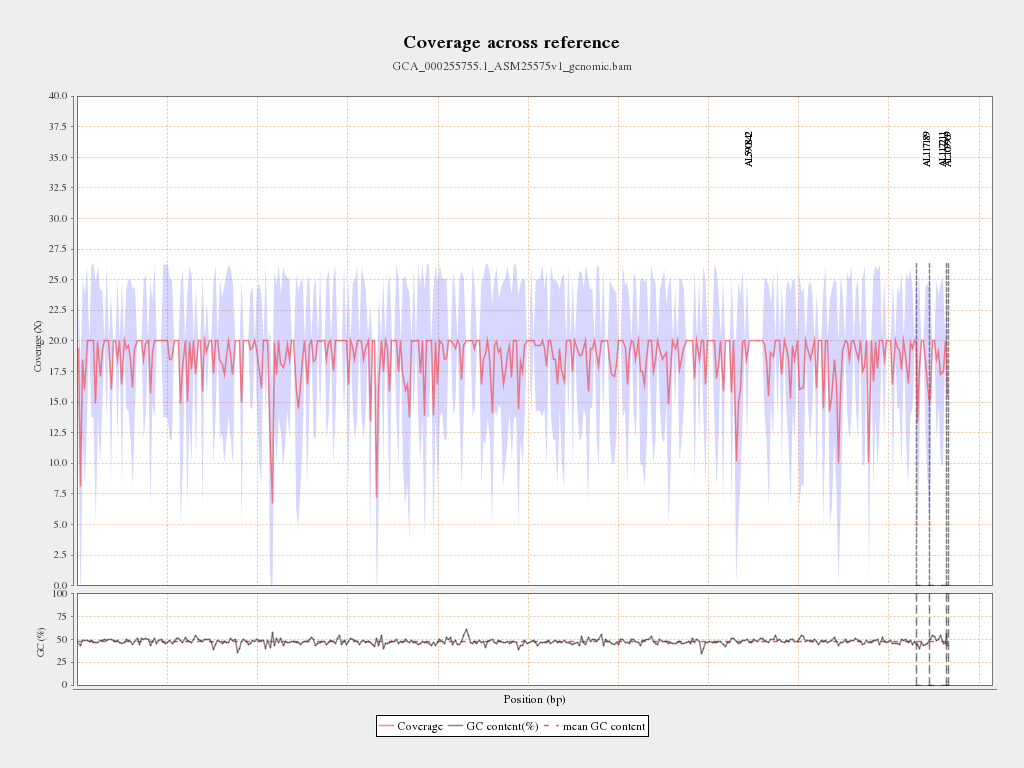 Coverage across reference
GCA_000255755.1_ASM25575v1_genomic.bam
40.0
37.5
35.0
32.5
30.0
27.5
25.0
22.5
20.0
17.5
15.0
12.5
10.0
7.5
5.0
2.5
0.0
Coverage (X)
AL590842
AL117189
AL117211
AL109969
100
75
50
25
0
GC (%)
Position (bp)
Coverage GC content(%) mean GC content